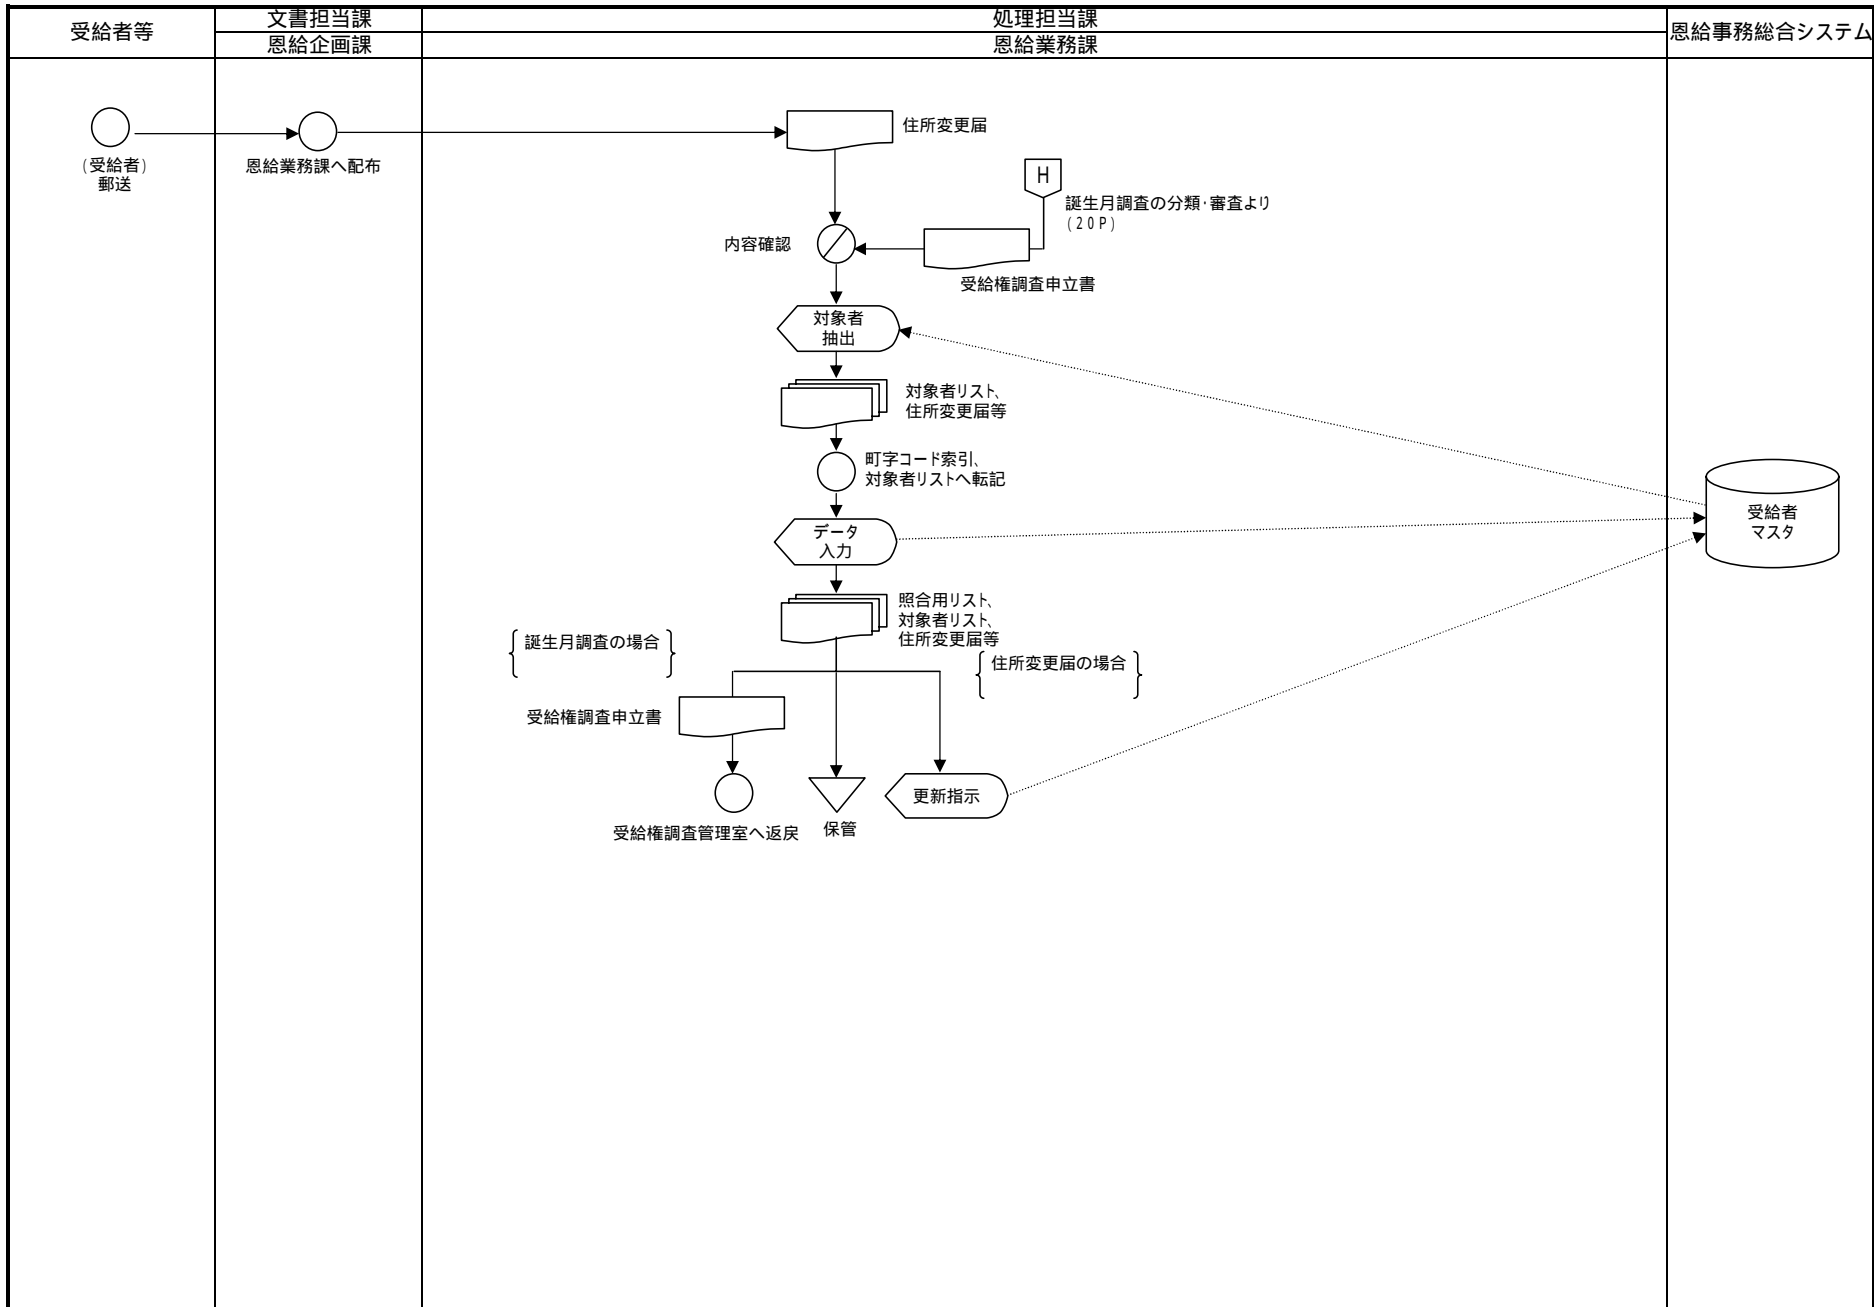 受給者等
文書担当課
恩給企画課
処理担当課
恩給業務課
恩給事務総合システム
(受給者)
郵送
恩給業務課へ配布
住所変更届
H
誕生月調査の分類・審査より
(20P)
内容確認
受給権調査申立書
対象者
抽出
対象者リスト、
住所変更届等
町字コード索引、
対象者リストへ転記
データ
入力
受給者
マスタ
照合用リスト、
対象者リスト、
住所変更届等
誕生月調査の場合
住所変更届の場合
受給権調査申立書
更新指示
受給権調査管理室へ返戻
保管